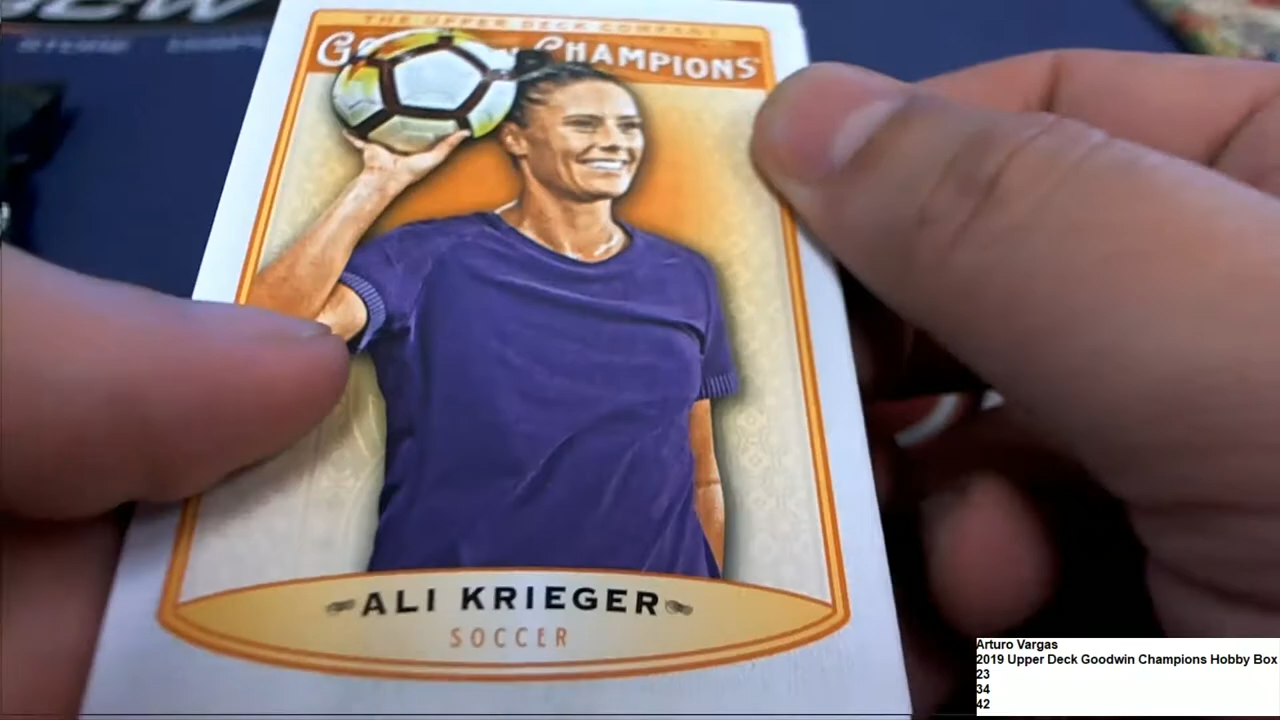 THE UPPER DECK COMPANY
CHAMPIONS
ALI KRIEGER
SOCCER
Arturo Vargas
2019 Upper Deck Goodwin Champions Hobby Box
23
34
42